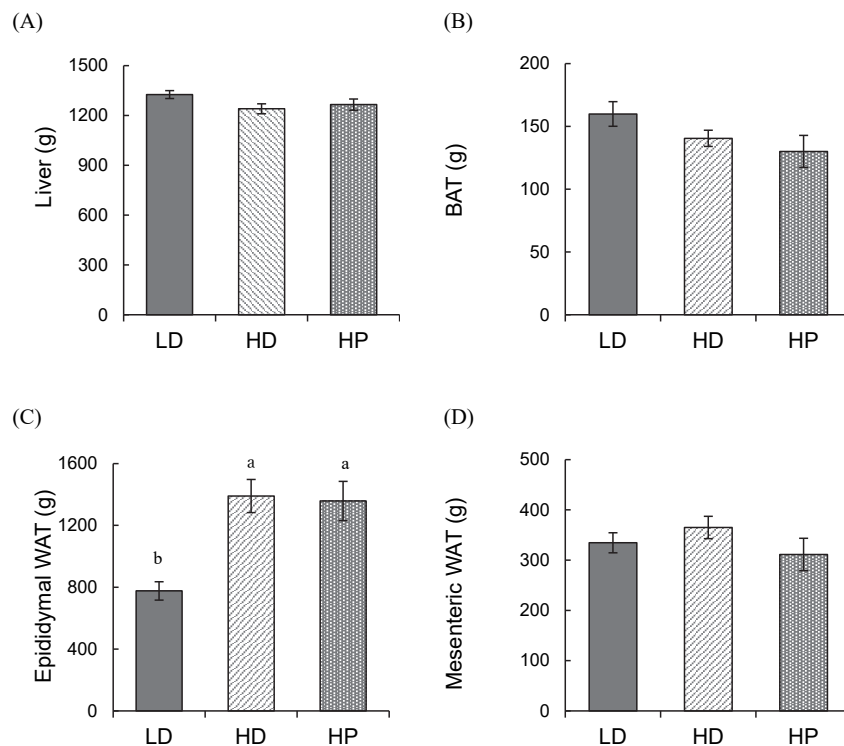 (A)
1500
1200
900
600
300
0
Liver (g)
LD HD HP
(B)
200
150
100
50
0
BAT (g)
LD HD HP
(C)
1600
1200
800
400
0
Epididymal WAT (g)
b a a
LD HD HP
(D)
500
400
300
200
100
0
Mesenteric WAT (g)
LD HD HP